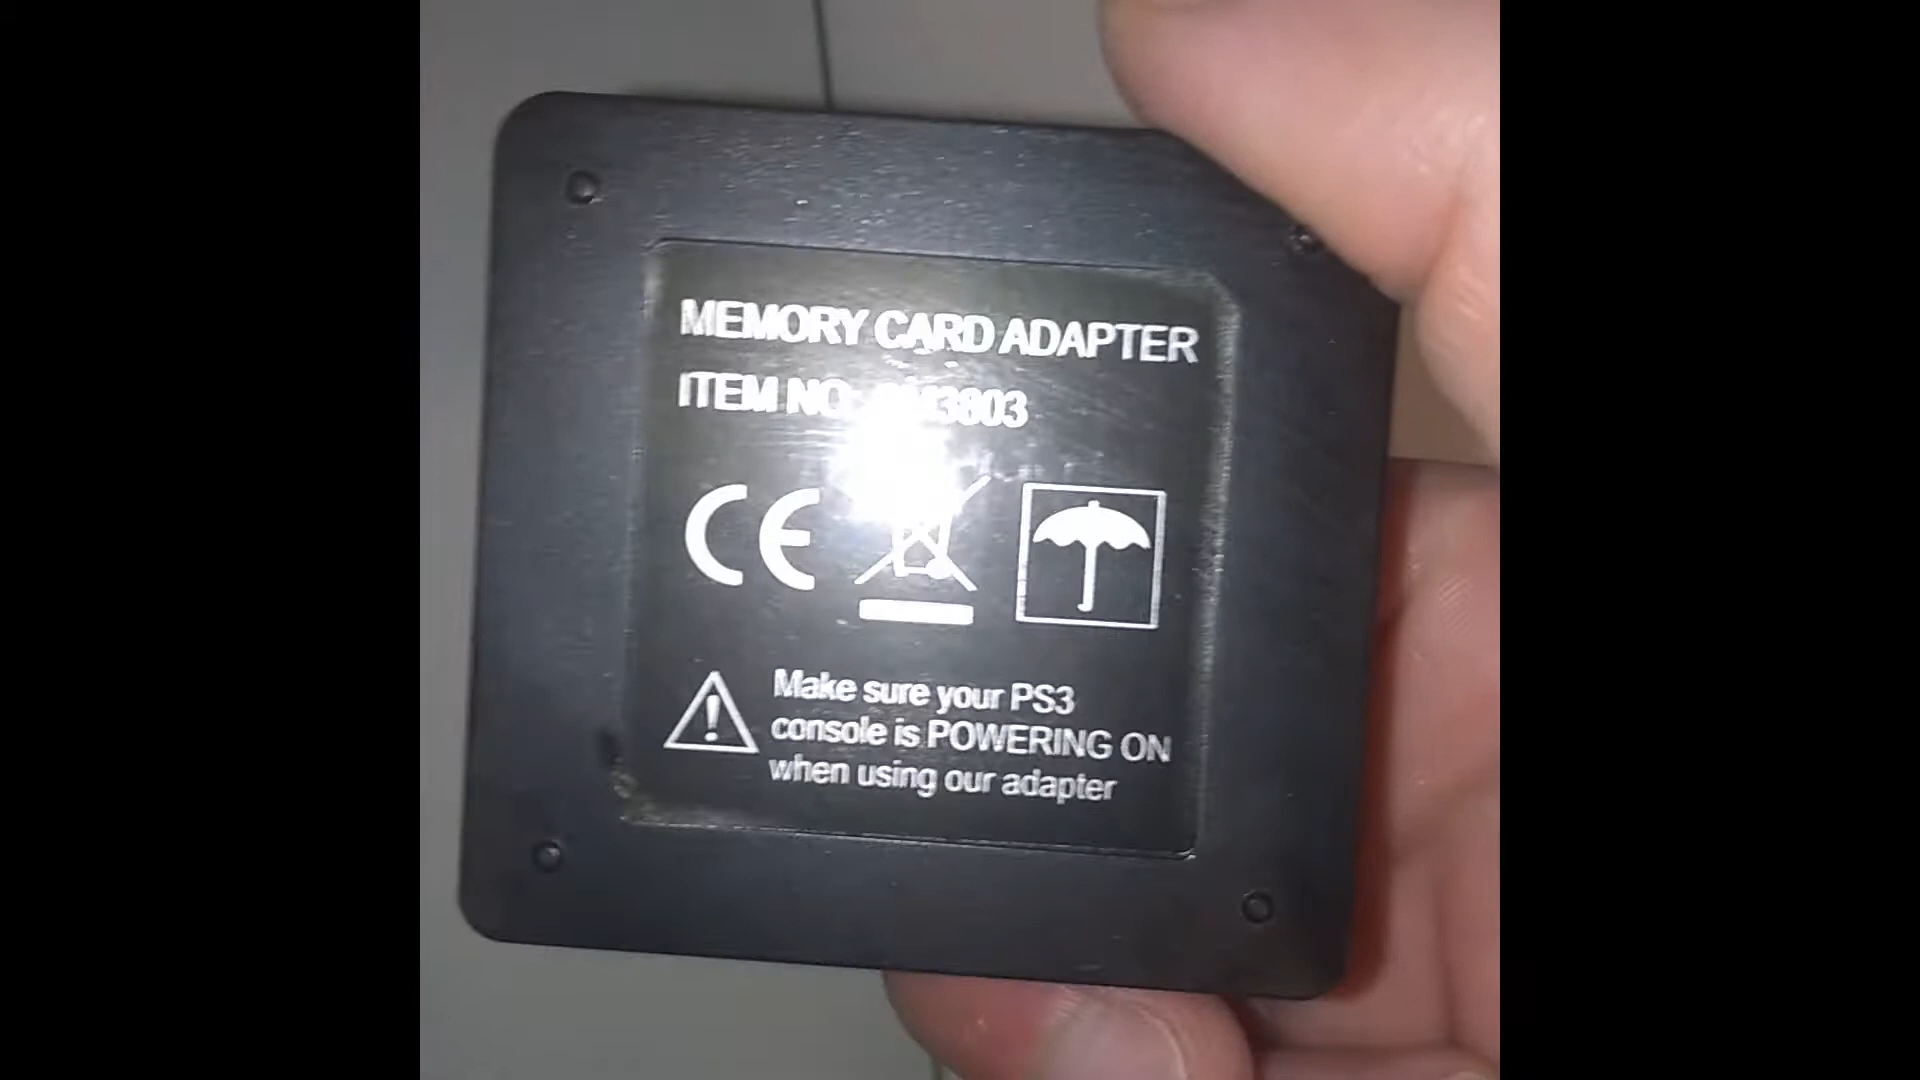 MEMORY CARD ADAPTER
ITEM NO:
CE
Make sure your PS3
console is POWERING ON
when using our adapter